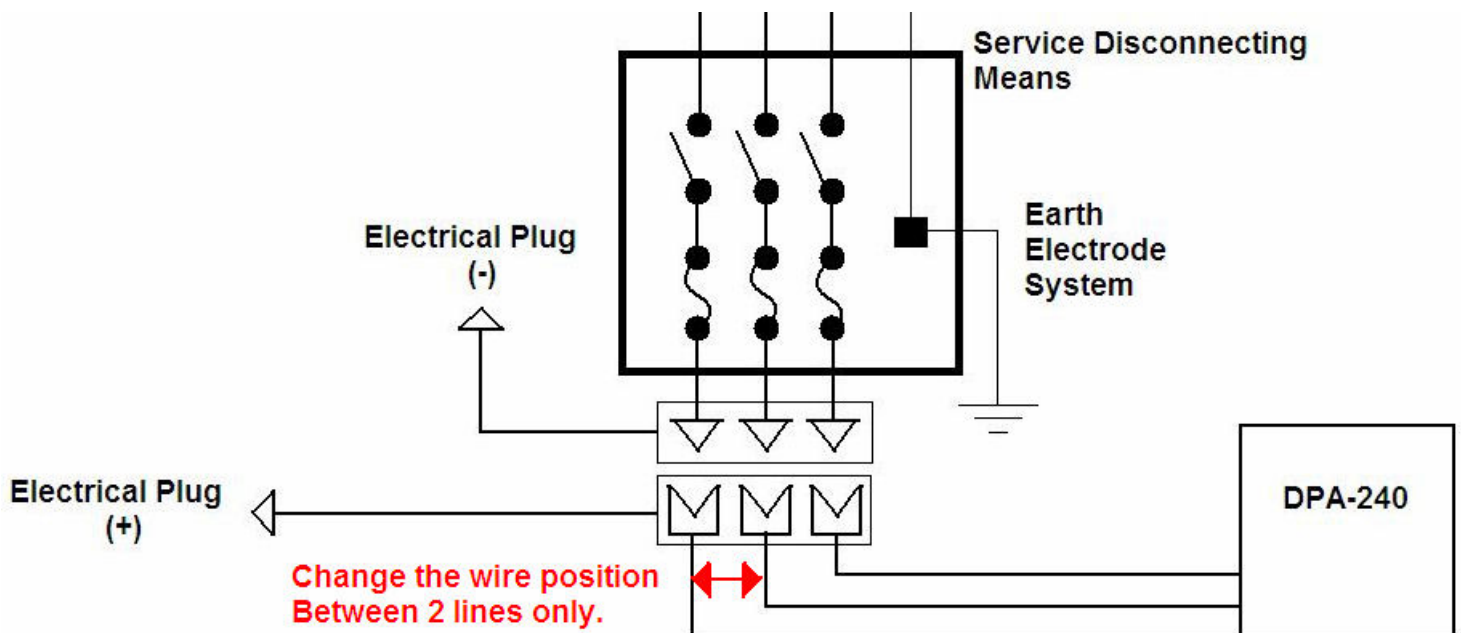 Service Disconnecting
Means
Earth
Electrode
System
Electrical Plug
(-)
Electrical Plug
(+)
DPA-240
Change the wire position
Between 2 lines only.